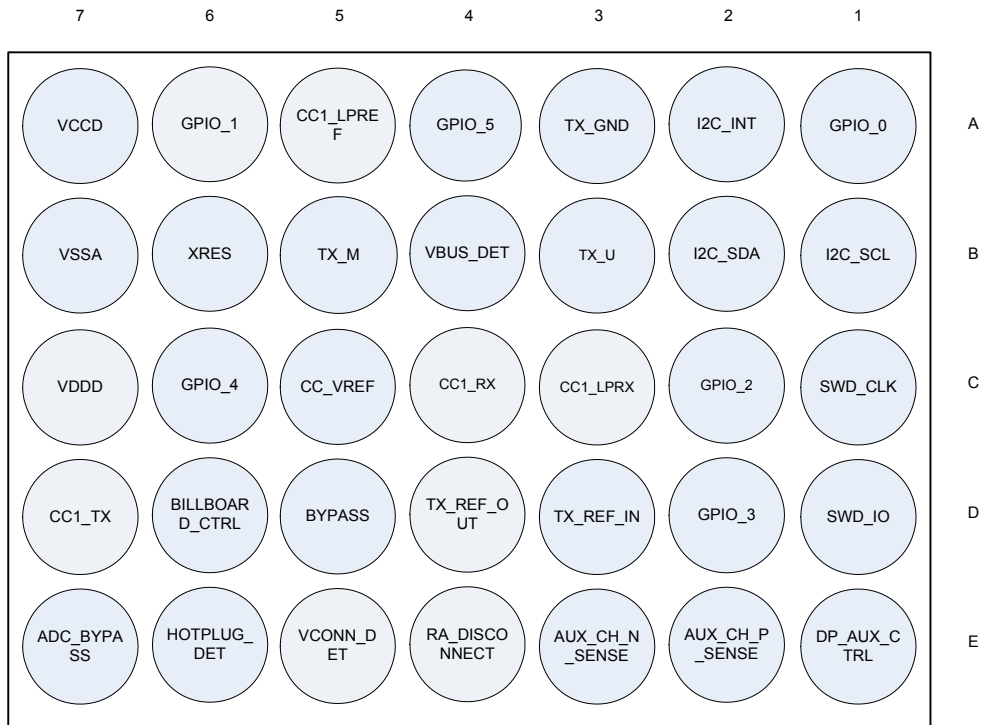 7 6 5 4 3 2 1
VCCD GPIO_1 CC1_LPRE
F GPIO_5 TX_GND I2C_INT GPIO_0 A
VSSA XRES TX_M VBUS_DET TX_U I2C_SDA I2C_SCL B
VDDD GPIO_4 CC_VREF CC1_RX CC1_LPRX GPIO_2 SWD_CLK C
CC1_TX BILLBOAR
D_CTRL BYPASS TX_REF_O
UT TX_REF_IN GPIO_3 SWD_IO D
ADC_BYPA
SS HOTPLUG_
DET VCONN_D
ET RA_DISCO
NNECT AUX_CH_N
_SENSE AUX_CH_P
_SENSE DP_AUX_C
TRL E